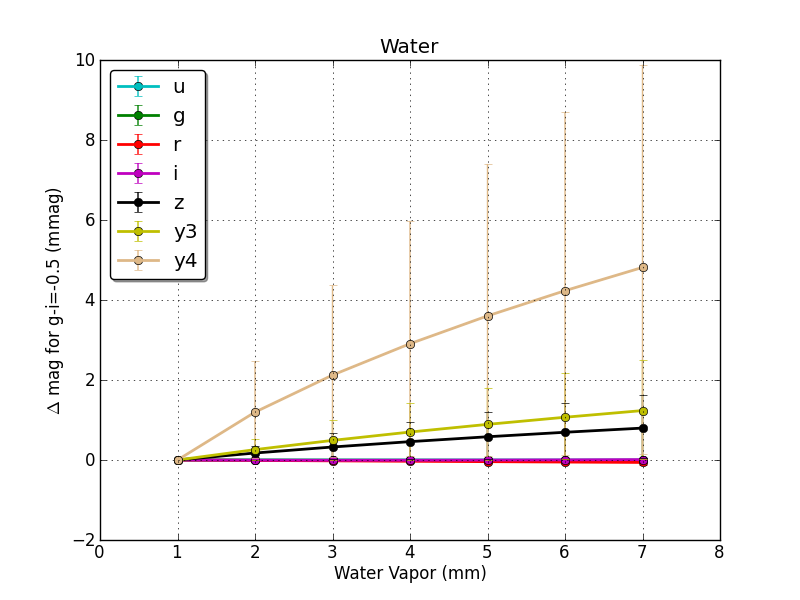 Water
Δ mag for g-i=-0.5 (mmag)
10
8
6
4
2
0
−2
u
g
r
i
z
y3
y4
0 1 2 3 4 5 6 7 8
Water Vapor (mm)